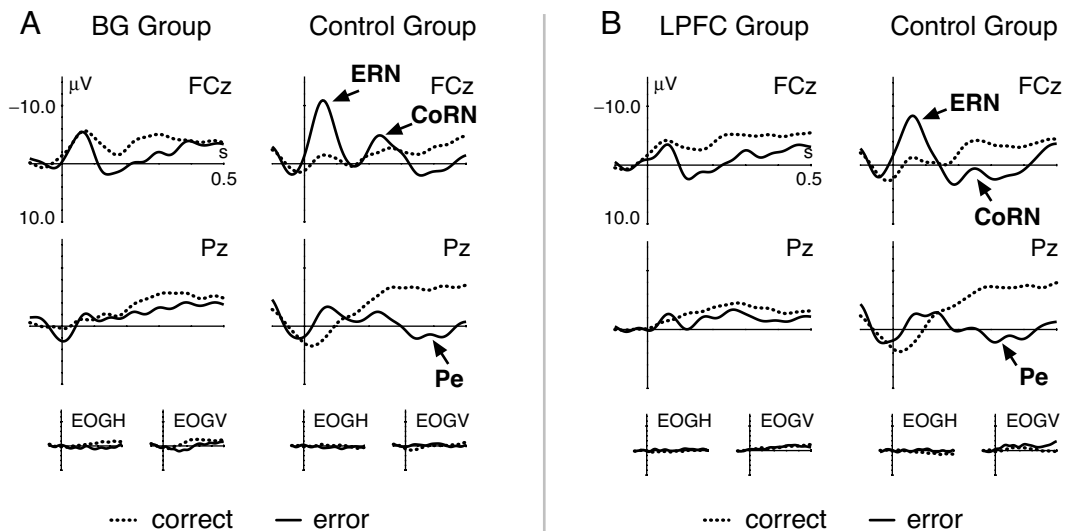 A
BG Group
Control Group
μV
FCz
−10.0
s
0.5
10.0
ERN
FCz
CoRN
Pz
Pz
Pe
EOGH
EOGV
EOGH
EOGV
correct
error
B
LPFC Group
Control Group
μV
FCz
−10.0
s
0.5
10.0
ERN
FCz
CoRN
Pz
Pz
Pe
EOGH
EOGV
EOGH
EOGV
correct
error